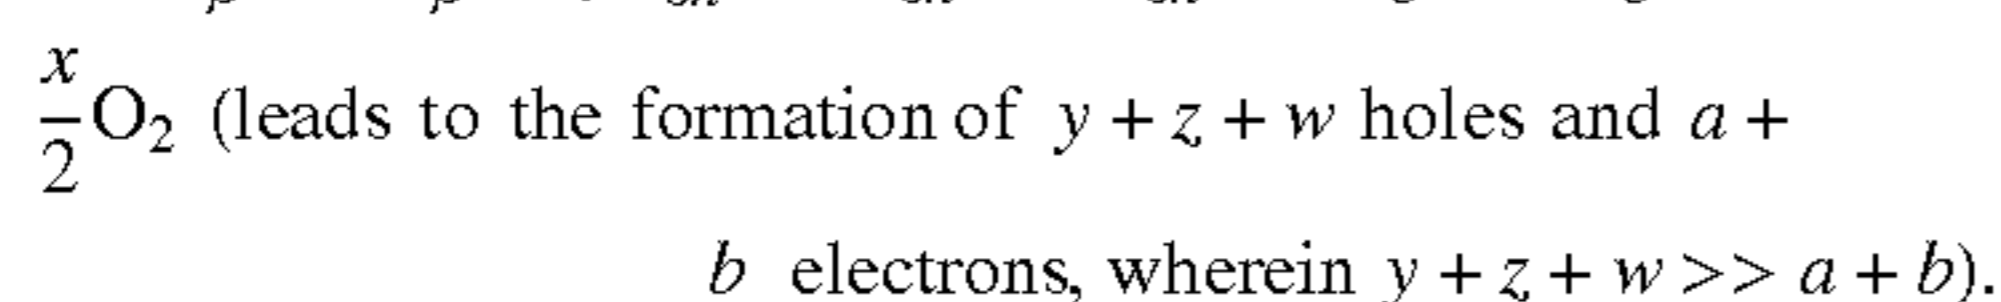 x/2 O₂ (leads to the formation of y + z + w holes and a +
b electrons, wherein y + z + w >> a + b).